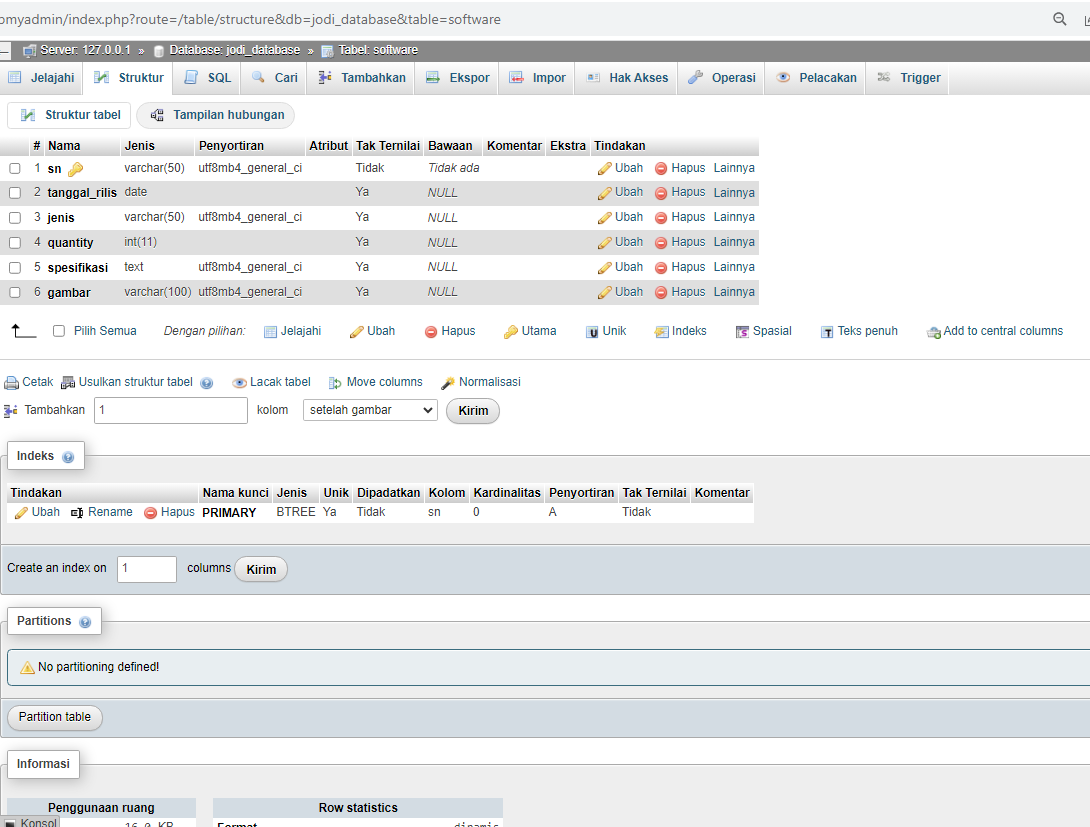 omyadmin/index.php?route=/table/structure&db=jodi_database&table=software
Server: 127.0.0.1 » Database: jodi_database » Tabel: software
Jelajahi Struktur SQL Cari Tambahkan Ekspor Impor Hak Akses Operasi Pelacakan Trigger
Struktur tabel Tampilan hubungan
# Nama Jenis Penyortiran Atribut Tak Ternilai Bawaan Komentar Ekstra Tindakan
1 sn varchar(50) utf8mb4_general_ci Tidak Tidak ada Ubah Hapus Lainnya
2 tanggal_rilis date Ya NULL Ubah Hapus Lainnya
3 jenis varchar(50) utf8mb4_general_ci Ya NULL Ubah Hapus Lainnya
4 quantity int(11) Ya NULL Ubah Hapus Lainnya
5 spesifikasi text utf8mb4_general_ci Ya NULL Ubah Hapus Lainnya
6 gambar varchar(100) utf8mb4_general_ci Ya NULL Ubah Hapus Lainnya
Pilih Semua Dengan pilihan: Jelajahi Ubah Hapus Utama Unik Indeks Spasial Teks penuh Add to central columns
Cetak Usulkan struktur tabel Lacak tabel Move columns Normalisasi
Tambahkan 1 kolom setelah gambar Kirim
Indeks
Tindakan Nama kunci Jenis Unik Dipadatkan Kolom Kardinalitas Penyortiran Tak Ternilai Komentar
Ubah Rename Hapus PRIMARY BTREE Ya Tidak sn 0 A Tidak
Create an index on 1 columns Kirim
Partitions
No partitioning defined!
Partition table
Informasi
Penggunaan ruang Row statistics
Konsol 16.0 KB Format dinamis